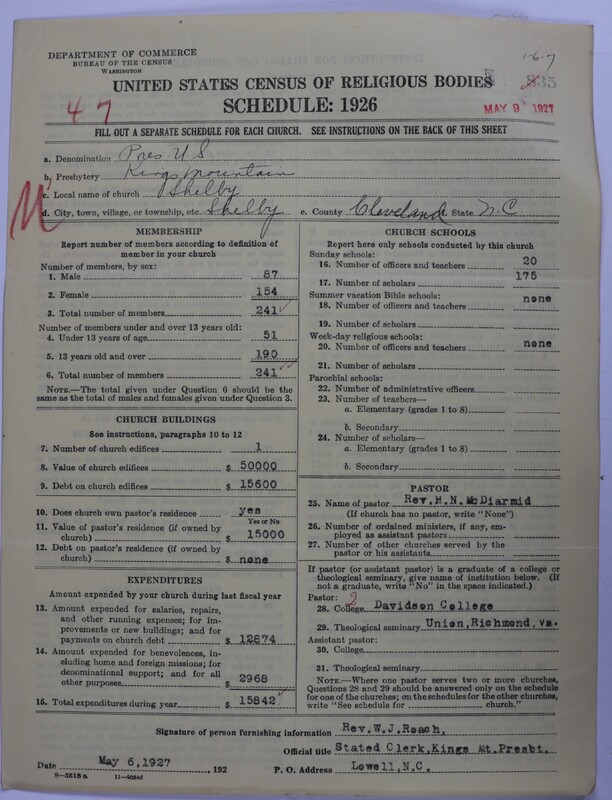 DEPARTMENT OF COMMERCE
BUREAU OF THE CENSUS
WASHINGTON
1-6-7
UNITED STATES CENSUS OF RELIGIOUS BODIES
835
SCHEDULE: 1926
47
MAY 9 1927
FILL OUT A SEPARATE SCHEDULE FOR EACH CHURCH. SEE INSTRUCTIONS ON THE BACK OF THIS SHEET
a. Denomination Pres U S
b. Presbytery Kings Mountain
c. Local name of church Shelby
d. City, town, village, or township, etc. Shelby e. County Cleveland f. State N.C
MEMBERSHIP
Report number of members according to definition of
member in your church
Number of members, by sex:
1. Male 87
2. Female 154
3. Total number of members 241
Number of members under and over 13 years old:
4. Under 13 years of age 51
5. 13 years old and over 190
6. Total number of members 241
NOTE.—The total given under Question 6 should be
same as the total of males and females given under Question 3.
CHURCH BUILDINGS
See instructions, paragraphs 10 to 12
7. Number of church edifices 1
8. Value of church edifices $ 50000
9. Debt on church edifices $ 15600
10. Does church own pastor's residence yes
Yes or No
11. Value of pastor's residence (if owned by
church) $ 15000
12. Debt on pastor's residence (if owned by
church) $ none
EXPENDITURES
Amount expended by church during last fiscal year
13. Amount expended for salaries, repairs,
and other running expenses; for im-
provements or new buildings; and for
payments on church debt $ 12874
14. Amount expended for benevolences, in-
cluding home and foreign missions; for
denominational support; and for all
other purposes $ 2968
15. Total expenditures during year $ 15842
CHURCH SCHOOLS
Report here only schools conducted by this church
Sunday schools:
16. Number of officers and teachers 20
17. Number of scholars 175
Summer vacation Bible schools:
18. Number of officers and teachers none
19. Number of scholars
Week-day religious schools:
20. Number of officers and teachers none
21. Number of scholars
Parochial schools:
22. Number of administrative officers
23. Number of teachers—
a. Elementary (grades 1 to 8)
b. Secondary
24. Number of scholars—
a. Elementary (grades 1 to 8)
b. Secondary
PASTOR
25. Name of pastor Rev.H.N.McDiarmid
(If church has no pastor, write "None")
26. Number of ordained ministers, if any, em-
ployed as assistant pastors
27. Number of other churches served by the
pastor or his assistants
If pastor (or assistant pastor) is a graduate of a college or
theological seminary, give name of institution below. (If
not a graduate, write "No" in the space indicated.)
Pastor: 2
28. College Davidson College
29. Theological seminary Union, Richmond, Va.
Assistant pastor:
30. College
31. Theological seminary
NOTE.—Where one pastor serves two or more churches,
Questions 28 and 29 should be answered only on the schedule
for one of the churches; on the schedules for the other churches,
write "See schedule for church."
Signature of person furnishing information Rev.W.J.Roach.
Official title Stated Clerk, Kings Mt. Presbt.
Date May 6,1927 , 192 P. O. Address Lowell,N.C.